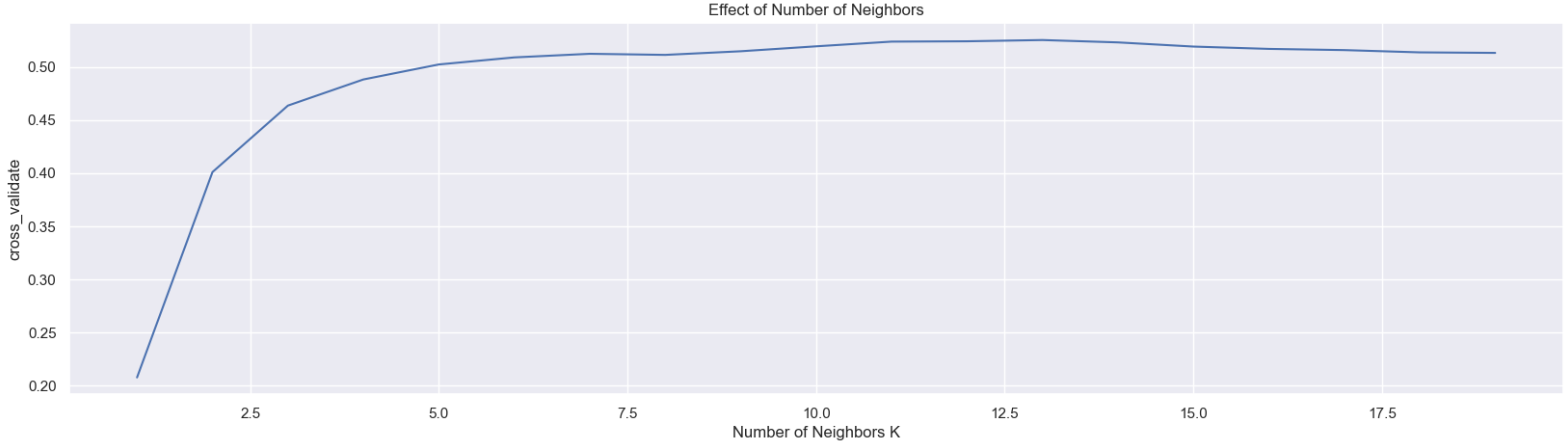 Effect of Number of Neighbors
cross_validate
0.50
0.45
0.40
0.35
0.30
0.25
0.20
2.5 5.0 7.5 10.0 12.5 15.0 17.5
Number of Neighbors K